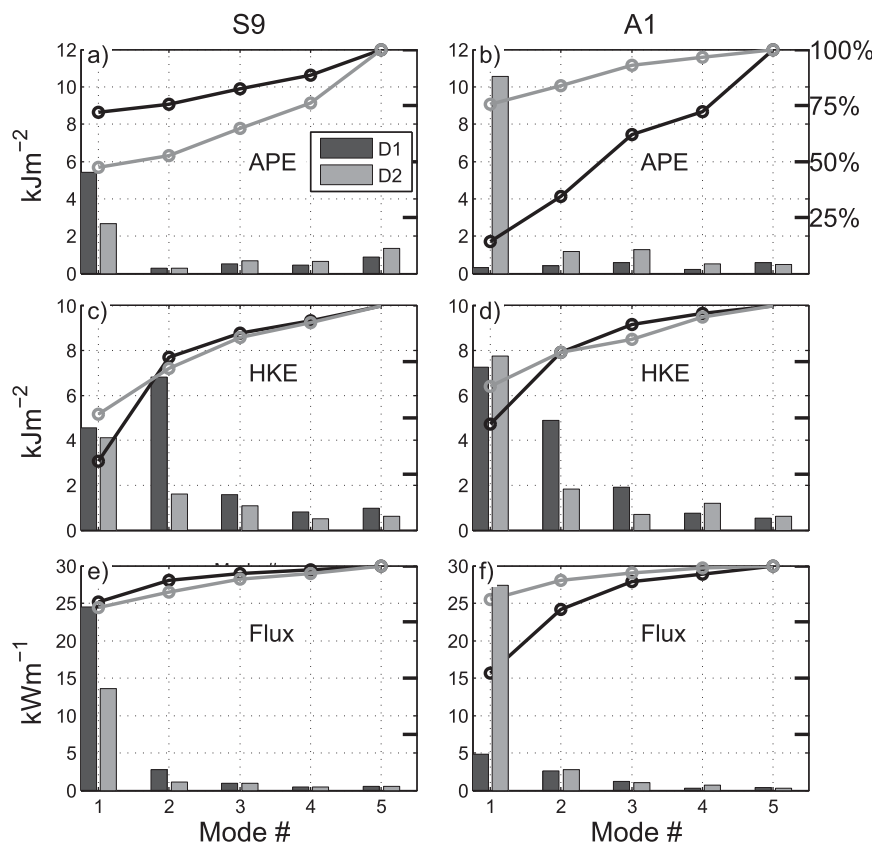 S9 A1
a) b)
12 12 100%
10 10
8 8 75%
6 6 50%
4 4 25%
2 2
0 0
kJm⁻²
APE D1 APE
D2
c) d)
10 10
8 8
6 6
4 4
2 2
0 0
kJm⁻²
HKE HKE
e) f)
30 30
25 25
20 20
15 15
10 10
5 5
0 0
kWm⁻¹
Flux Flux
1 2 3 4 5 1 2 3 4 5
Mode # Mode #